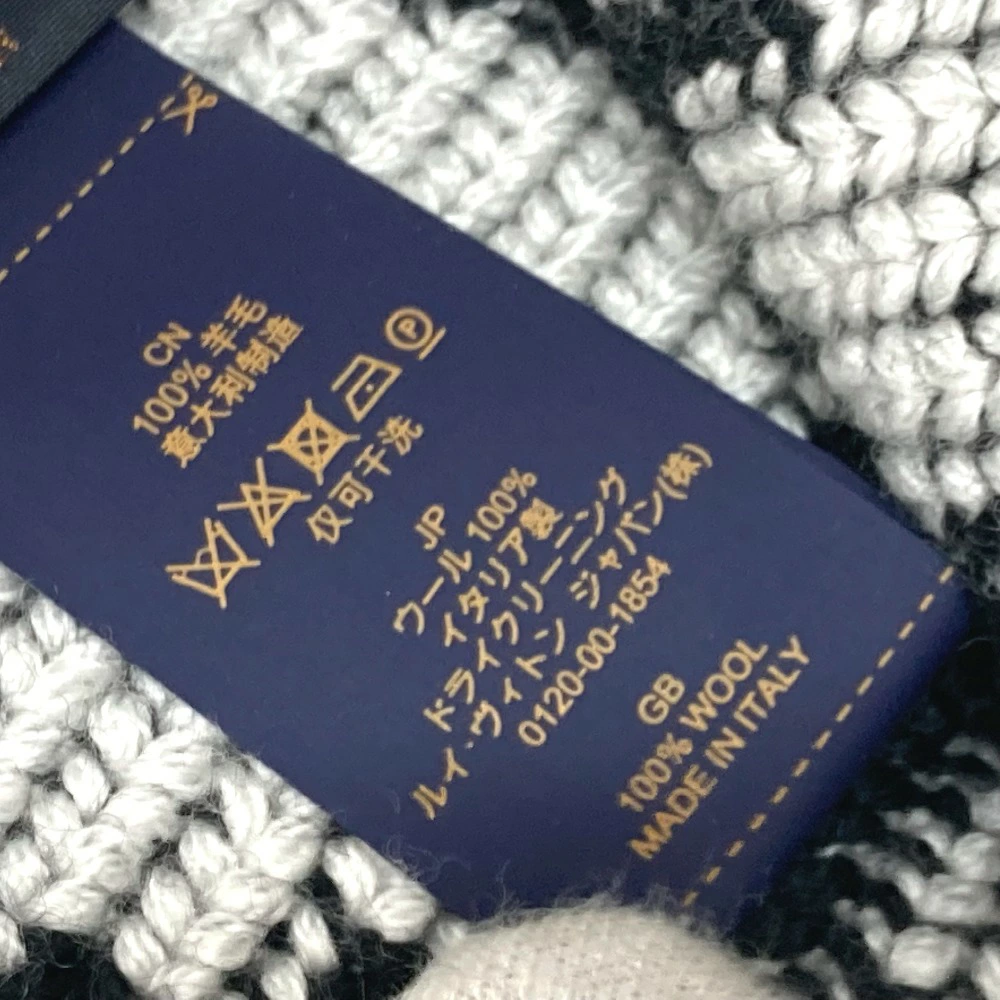 CN
100% 羊毛
意大利制造
P
仅可干洗
JP
ウール 100%
イタリア製
ドライクリーニング
ルイ・ヴィトン ジャパン(株)
0120-00-1854
GB
100% WOOL
MADE IN ITALY